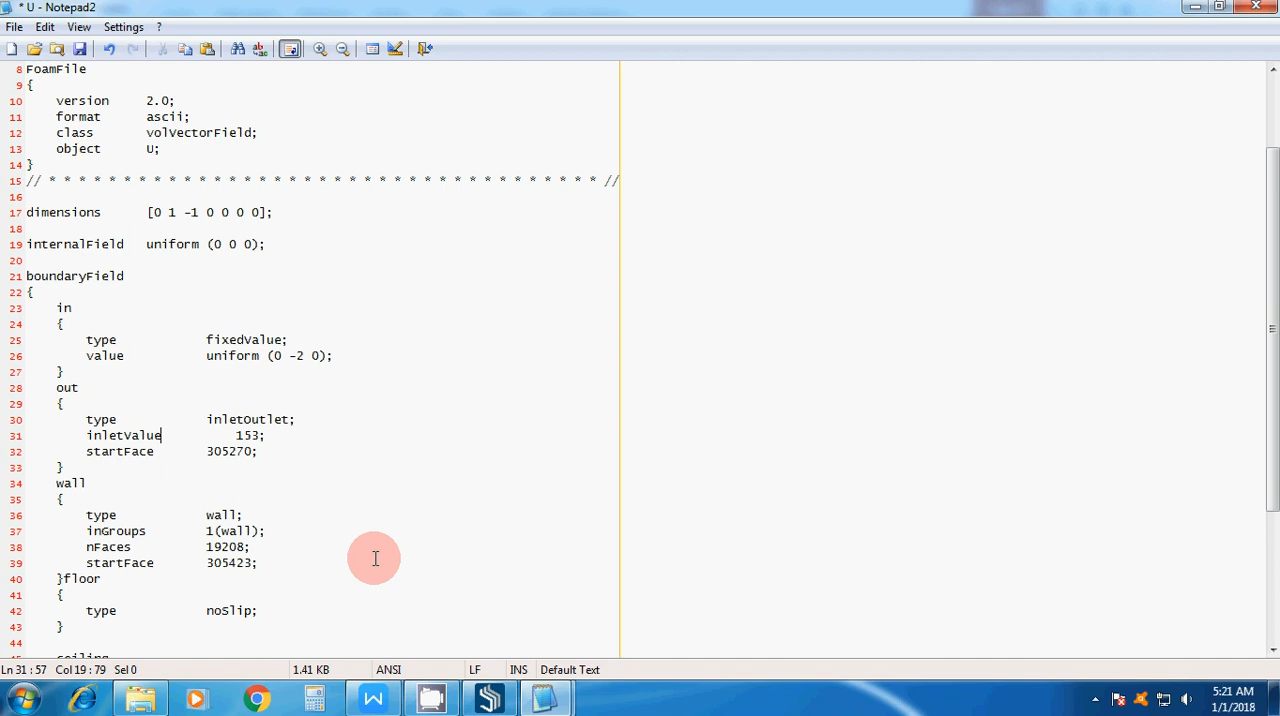 * U - Notepad2
File Edit View Settings ?
8 FoamFile
9 {
10 version 2.0;
11 format ascii;
12 class volVectorField;
13 object U;
14 }
15 // * * * * * * * * * * * * * * * * * * * * * * * * * * * * * * * * * * * * * //
16
17 dimensions [0 1 -1 0 0 0 0];
18
19 internalField uniform (0 0 0);
20
21 boundaryField
22 {
23 in
24 {
25 type fixedValue;
26 value uniform (0 -2 0);
27 }
28 out
29 {
30 type inletOutlet;
31 inletValue 153;
32 startFace 305270;
33 }
34 wall
35 {
36 type wall;
37 inGroups 1(wall);
38 nFaces 19208;
39 startFace 305423;
40 }floor
41 {
42 type noSlip;
43 }
44
45 ceiling
Ln 31 : 57 Col 19 : 79 Sel 0 1.41 KB ANSI LF INS Default Text
5:21 AM
1/1/2018